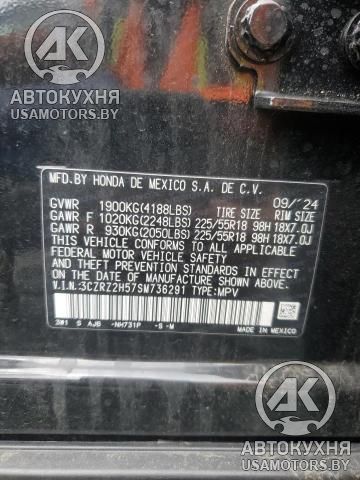 АВТОКУХНЯ
USAMOTORS.BY
MFD.BY HONDA DE MEXICO S.A. DE C.V. 09/'24
GVWR 1900KG(4188LBS) TIRE SIZE RIM SIZE
GAWR F 1020KG(2248LBS) 225/55R18 98H 18X7.0J
GAWR R 930KG(2050LBS) 225/55R18 98H 18X7.0J
THIS VEHICLE CONFORMS TO ALL APPLICABLE
FEDERAL MOTOR VEHICLE SAFETY AND THEFT
PREVENTION STANDARDS IN EFFECT ON THE DATE
OF MANUFACTURE SHOWN ABOVE.
V.I.N.:3CZRZ2H57SM736291 TYPE:MPV
3W1 S AJB -NH731P -S -M MADE IN MEXICO
АВТОКУХНЯ
USAMOTORS.BY